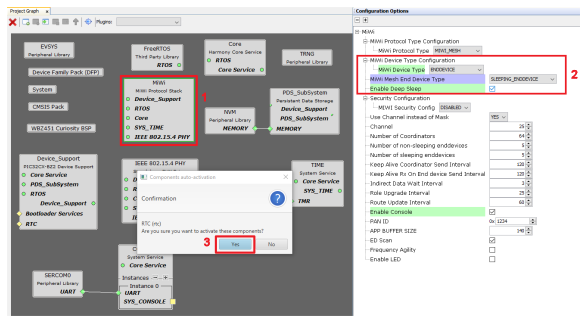 Project Graph x
Plugins:
EVSYS
Peripheral Library
Device Family Pack (DFP)
System
CMSIS Pack
WBZ451 Curiosity BSP
FreeRTOS
Third Party Library
RTOS
Core
Harmony Core Service
RTOS
Core Service
TRNG
Peripheral Library
MiWi
MiWi Protocol Stack
Device_Support
RTOS
Core
SYS_TIME
IEEE 802.15.4 PHY
1
NVM
Peripheral Library
MEMORY
PDS_SubSystem
Persistent Data Storage
Device_Support
PDS_SubSystem
MEMORY
Device_Support
PIC32CX-BZ2 Device Support
Core Service
PDS_SubSystem
RTOS
Device_Support
Bootloader Services
RTC
IEEE 802.15.4 PHY
TIME
System Service
Core Service
SYS_TIME
TMR
Components auto-activation
Confirmation
RTC (rtc)
Are you sure you want to activate these components?
3
Yes
No
Core Service
Instances
Instance 0
UART
SYS_CONSOLE
SERCOM0
Peripheral Library
UART
Configuration Options
MiWi
MiWi Protocol Type Configuration
MiWi Protocol Type MIWI_MESH
MiWi Device Type Configuration
MiWi Device Type ENDDEVICE
MiWi Mesh End Device Type SLEEPING_ENDDEVICE
Enable Deep Sleep
2
Security Configuration
MIWI Security Config DISABLED
Use Channel instead of Mask YES
Channel 25
Number of Coordinators 64
Number of non-sleeping enddevices 5
Number of sleeping enddevices 5
Keep Alive Coordinator Send Interval 120
Keep Alive Rx On End device Send Interval 120
Indirect Data Wait Interval 3
Role Upgrade Interval 25
Route Update Interval 60
Enable Console
PAN ID 0x 1234
APP BUFFER SIZE 140
ED Scan
Frequency Agility
Enable LED